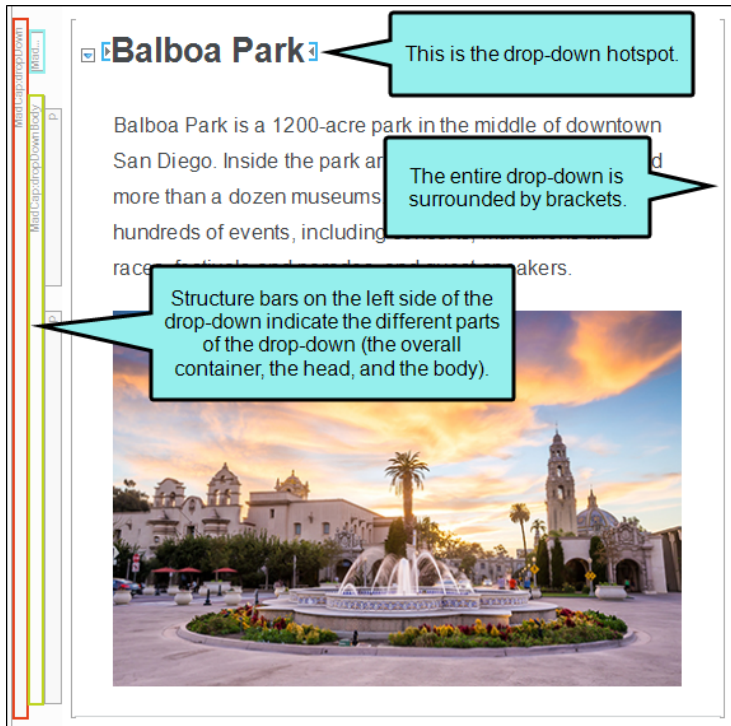 MadCap:dropDown
Mad...
MadCap:dropDownBody
p
p
Balboa Park
This is the drop-down hotspot.
Balboa Park is a 1200-acre park in the middle of downtown
San Diego. Inside the park
The entire drop-down is
surrounded by brackets.
more than a dozen museums
hundreds of events, including
Structure bars on the left side of the
drop-down indicate the different parts
of the drop-down (the overall
container, the head, and the body).